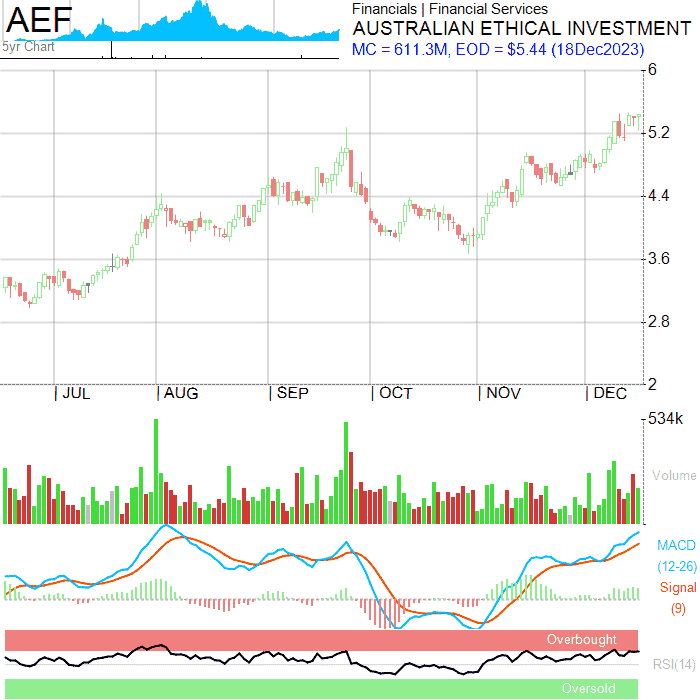 AEF
5yr Chart
Financials | Financial Services
AUSTRALIAN ETHICAL INVESTMENT
MC = 611.3M, EOD = $5.44 (18Dec2023)
6
5.2
4.4
3.6
2.8
2
JUL AUG SEP OCT NOV DEC
534k
Volume
MACD
(12-26)
Signal
(9)
Overbought
RSI(14)
Oversold